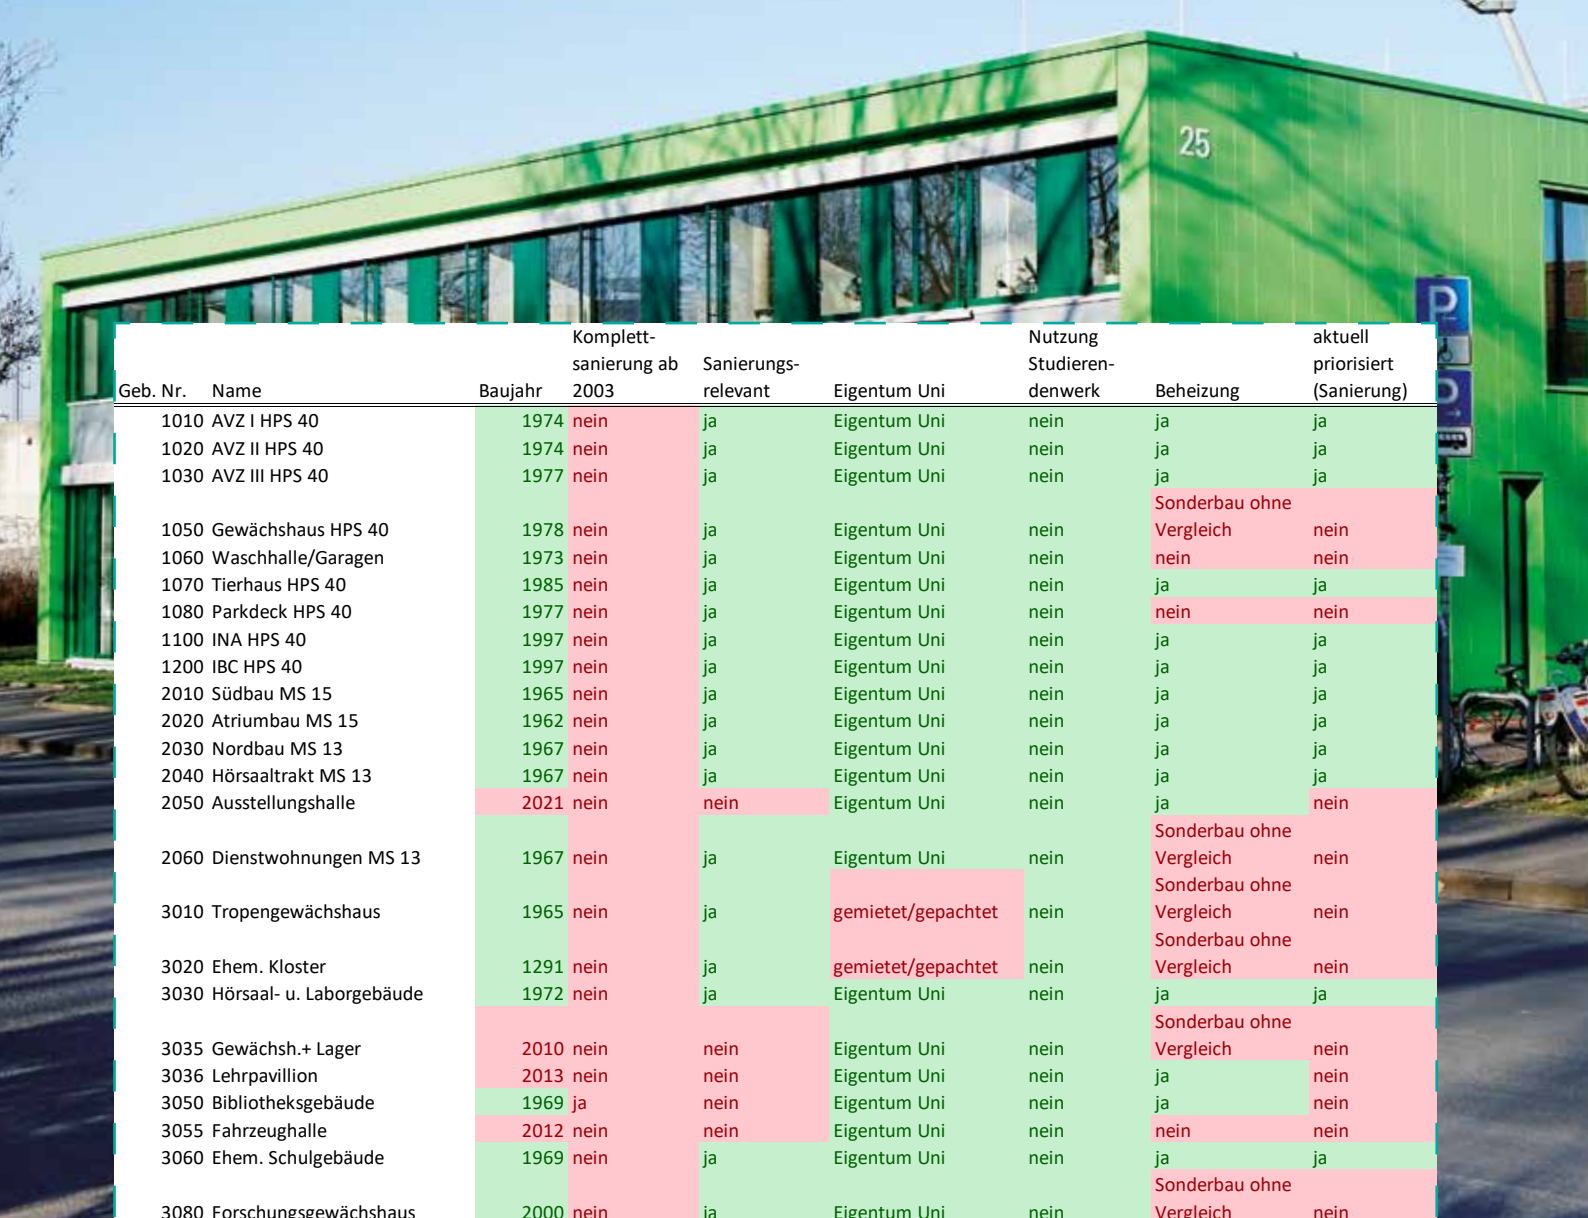 25
P
P
Komplett- Nutzung aktuell
sanierung ab Sanierungs- Studieren- priorisiert
Geb. Nr. Name Baujahr 2003 relevant Eigentum Uni denwerk Beheizung (Sanierung)
1010 AVZ I HPS 40 1974 nein ja Eigentum Uni nein ja ja
1020 AVZ II HPS 40 1974 nein ja Eigentum Uni nein ja ja
1030 AVZ III HPS 40 1977 nein ja Eigentum Uni nein ja ja
Sonderbau ohne
1050 Gewächshaus HPS 40 1978 nein ja Eigentum Uni nein Vergleich nein
1060 Waschhalle/Garagen 1973 nein ja Eigentum Uni nein nein nein
1070 Tierhaus HPS 40 1985 nein ja Eigentum Uni nein ja ja
1080 Parkdeck HPS 40 1977 nein ja Eigentum Uni nein nein nein
1100 INA HPS 40 1997 nein ja Eigentum Uni nein ja ja
1200 IBC HPS 40 1997 nein ja Eigentum Uni nein ja ja
2010 Südbau MS 15 1965 nein ja Eigentum Uni nein ja ja
2020 Atriumbau MS 15 1962 nein ja Eigentum Uni nein ja ja
2030 Nordbau MS 13 1967 nein ja Eigentum Uni nein ja ja
2040 Hörsaaltrakt MS 13 1967 nein ja Eigentum Uni nein ja ja
2050 Ausstellungshalle 2021 nein nein Eigentum Uni nein ja nein
Sonderbau ohne
2060 Dienstwohnungen MS 13 1967 nein ja Eigentum Uni nein Vergleich nein
Sonderbau ohne
3010 Tropengewächshaus 1965 nein ja gemietet/gepachtet nein Vergleich nein
Sonderbau ohne
3020 Ehem. Kloster 1291 nein ja gemietet/gepachtet nein Vergleich nein
3030 Hörsaal- u. Laborgebäude 1972 nein ja Eigentum Uni nein ja ja
Sonderbau ohne
3035 Gewächsh.+ Lager 2010 nein nein Eigentum Uni nein Vergleich nein
3036 Lehrpavillion 2013 nein nein Eigentum Uni nein ja nein
3050 Bibliotheksgebäude 1969 ja nein Eigentum Uni nein ja nein
3055 Fahrzeughalle 2012 nein nein Eigentum Uni nein nein nein
3060 Ehem. Schulgebäude 1969 nein ja Eigentum Uni nein ja ja
Sonderbau ohne
3080 Forschungsgewächshaus 2000 nein ja Eigentum Uni nein Vergleich nein